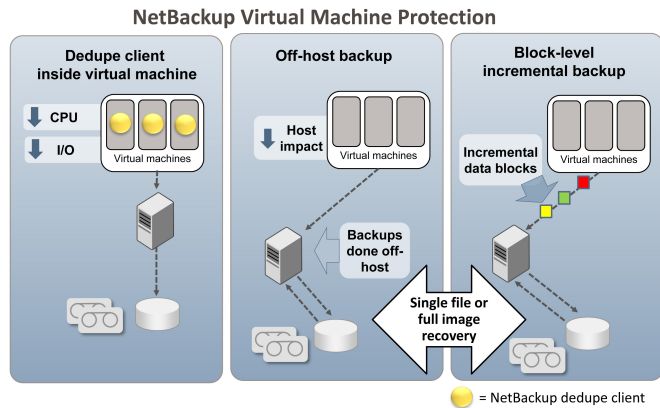 NetBackup Virtual Machine Protection
Dedupe client
inside virtual machine
CPU
I/O
Virtual machines
Off-host backup
Host
impact
Virtual machines
Backups
done off-
host
Block-level
incremental backup
Virtual machines
Incremental
data blocks
Single file or
full image
recovery
= NetBackup dedupe client